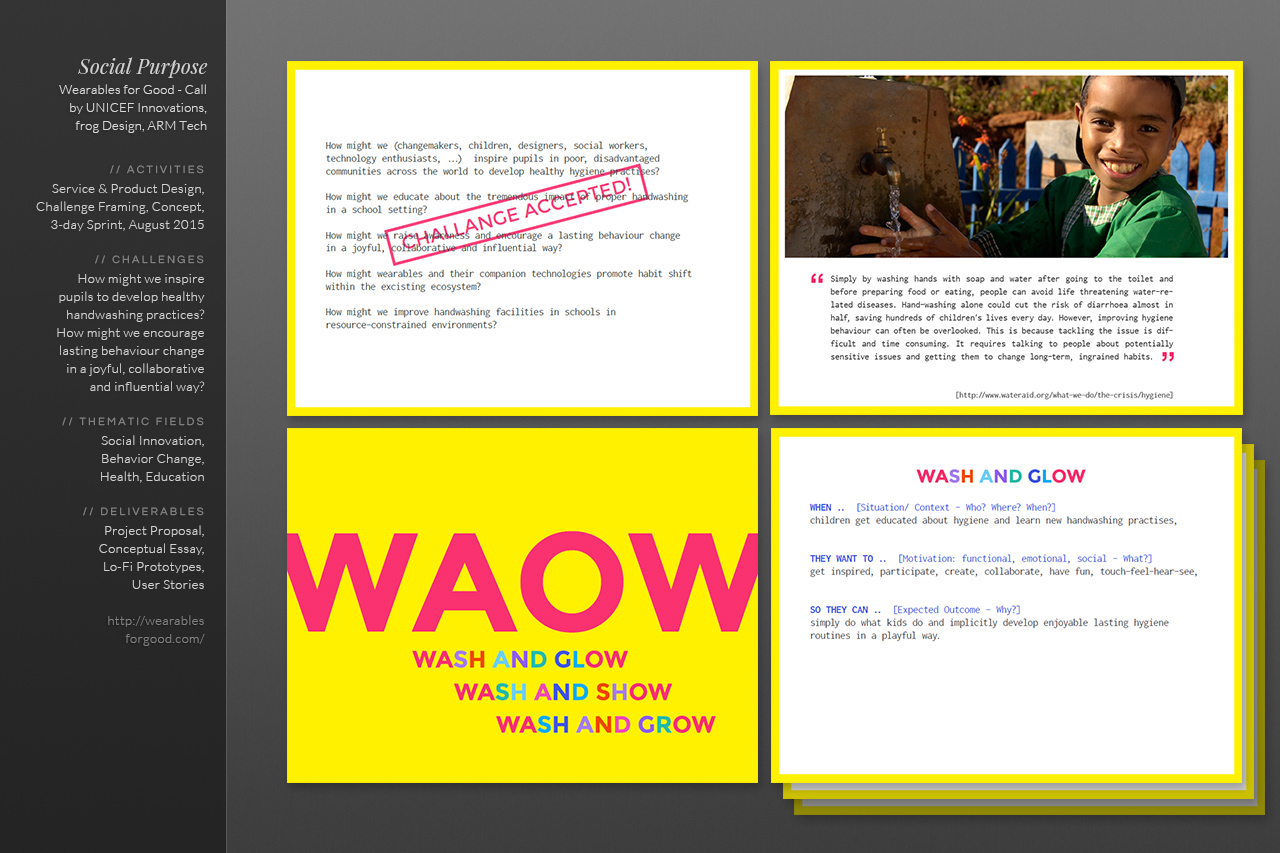 Social Purpose
Wearables for Good - Call
by UNICEF Innovations,
frog Design, ARM Tech
// ACTIVITIES
Service & Product Design,
Challenge Framing, Concept,
3-day Sprint, August 2015
// CHALLENGES
How might we inspire
pupils to develop healthy
handwashing practices?
How might we encourage
lasting behaviour change
in a joyful, collaborative
and influential way?
// THEMATIC FIELDS
Social Innovation,
Behavior Change,
Health, Education
// DELIVERABLES
Project Proposal,
Conceptual Essay,
Lo-Fi Prototypes,
User Stories
http://wearables
forgood.com/
How might we (changemakers, children, designers, social workers,
technology enthusiasts, ...) inspire pupils in poor, disadvantaged
communities across the world to develop healthy hygiene practises?
How might we educate about the tremendous impact of proper handwashing
in a school setting?
How might we raise awareness and encourage a lasting behaviour change
in a joyful, collaborative and influential way?
How might wearables and their companion technologies promote habit shift
within the excisting ecosystem?
How might we improve handwashing facilities in schools in
resource-constrained environments?
CHALLANGE ACCEPTED!
“ Simply by washing hands with soap and water after going to the toilet and
before preparing food or eating, people can avoid life threatening water-re-
lated diseases. Hand-washing alone could cut the risk of diarrhoea almost in
half, saving hundreds of children's lives every day. However, improving hygiene
behaviour can often be overlooked. This is because tackling the issue is dif-
ficult and time consuming. It requires talking to people about potentially
sensitive issues and getting them to change long-term, ingrained habits. ”
[http://www.wateraid.org/what-we-do/the-crisis/hygiene]
WAOW
WASH AND GLOW
WASH AND SHOW
WASH AND GROW
WASH AND GLOW
WHEN .. [Situation/ Context - Who? Where? When?]
children get educated about hygiene and learn new handwashing practises,
THEY WANT TO .. [Motivation: functional, emotional, social - What?]
get inspired, participate, create, collaborate, have fun, touch-feel-hear-see,
SO THEY CAN .. [Expected Outcome - Why?]
simply do what kids do and implicitly develop enjoyable lasting hygiene
routines in a playful way.